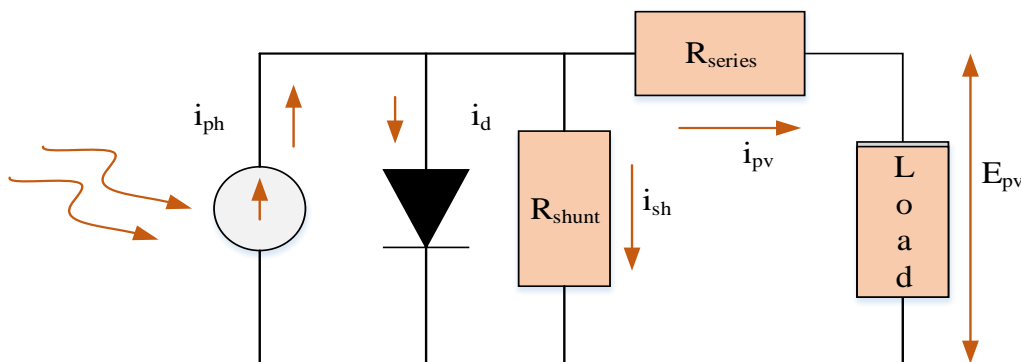 R_series
i_ph
i_d
i_pv
R_shunt
i_sh
L
o
a
d
E_pv